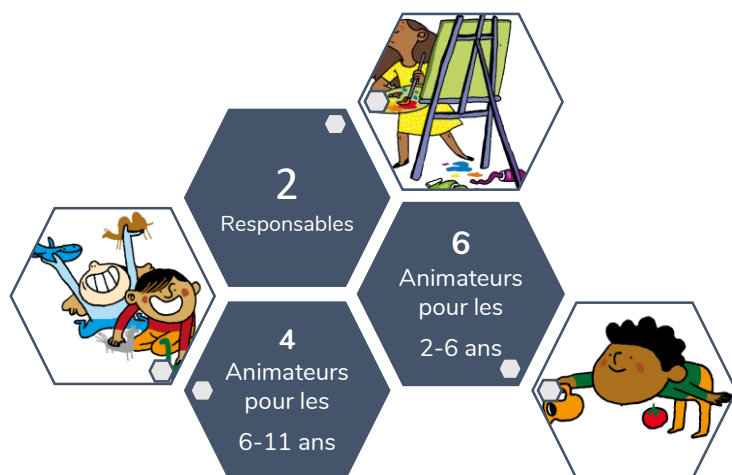 2
Responsables
6
Animateurs
pour les
2-6 ans
4
Animateurs
pour les
6-11 ans